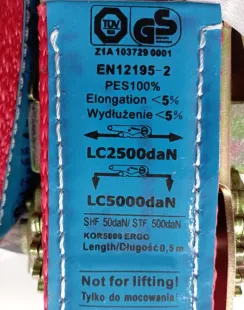 TÜV GS
Z1A 103729 0001
EN12195-2
PES100%
Elongation <5%
Wydłużenie <5%
LC2500daN
LC5000daN
SHF 50daN/ STF 500daN
KOR5000 ERGO
Length/Długość 0,5 m
Not for lifting!
Tylko do mocowania!